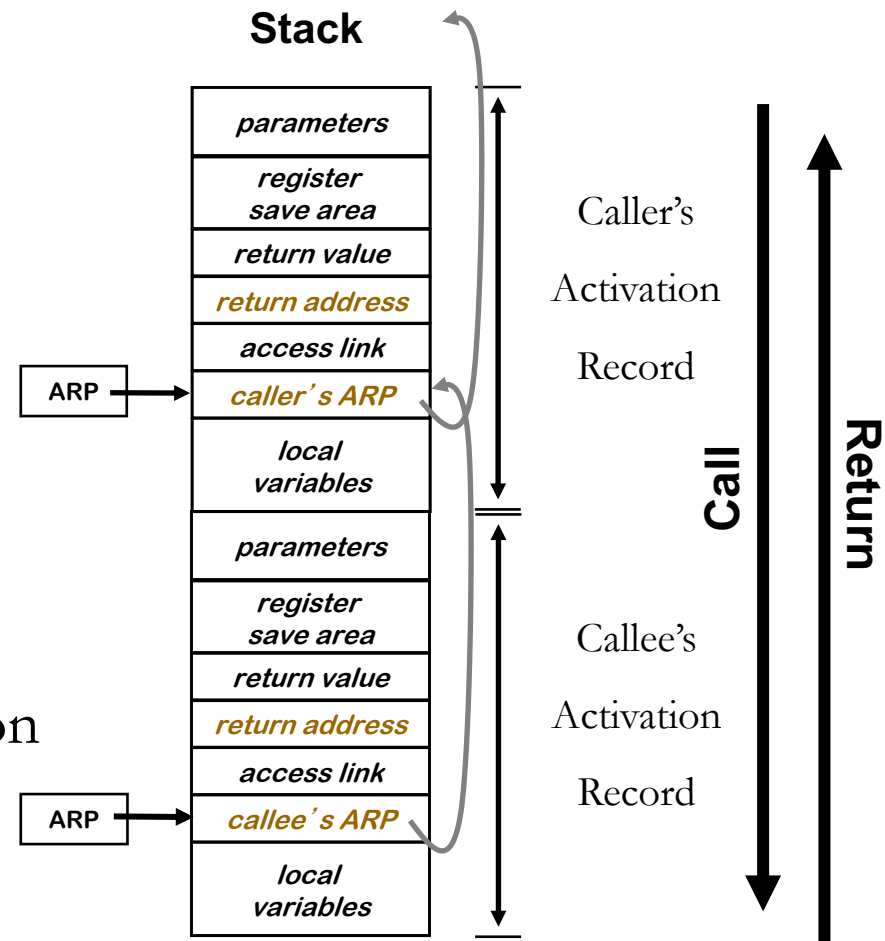 Stack
parameters
register
save area
return value
return address
access link
ARP
caller's ARP
local
variables
Caller's
Activation
Record
parameters
register
save area
return value
return address
access link
ARP
callee's ARP
local
variables
Callee's
Activation
Record
on
Call
Return